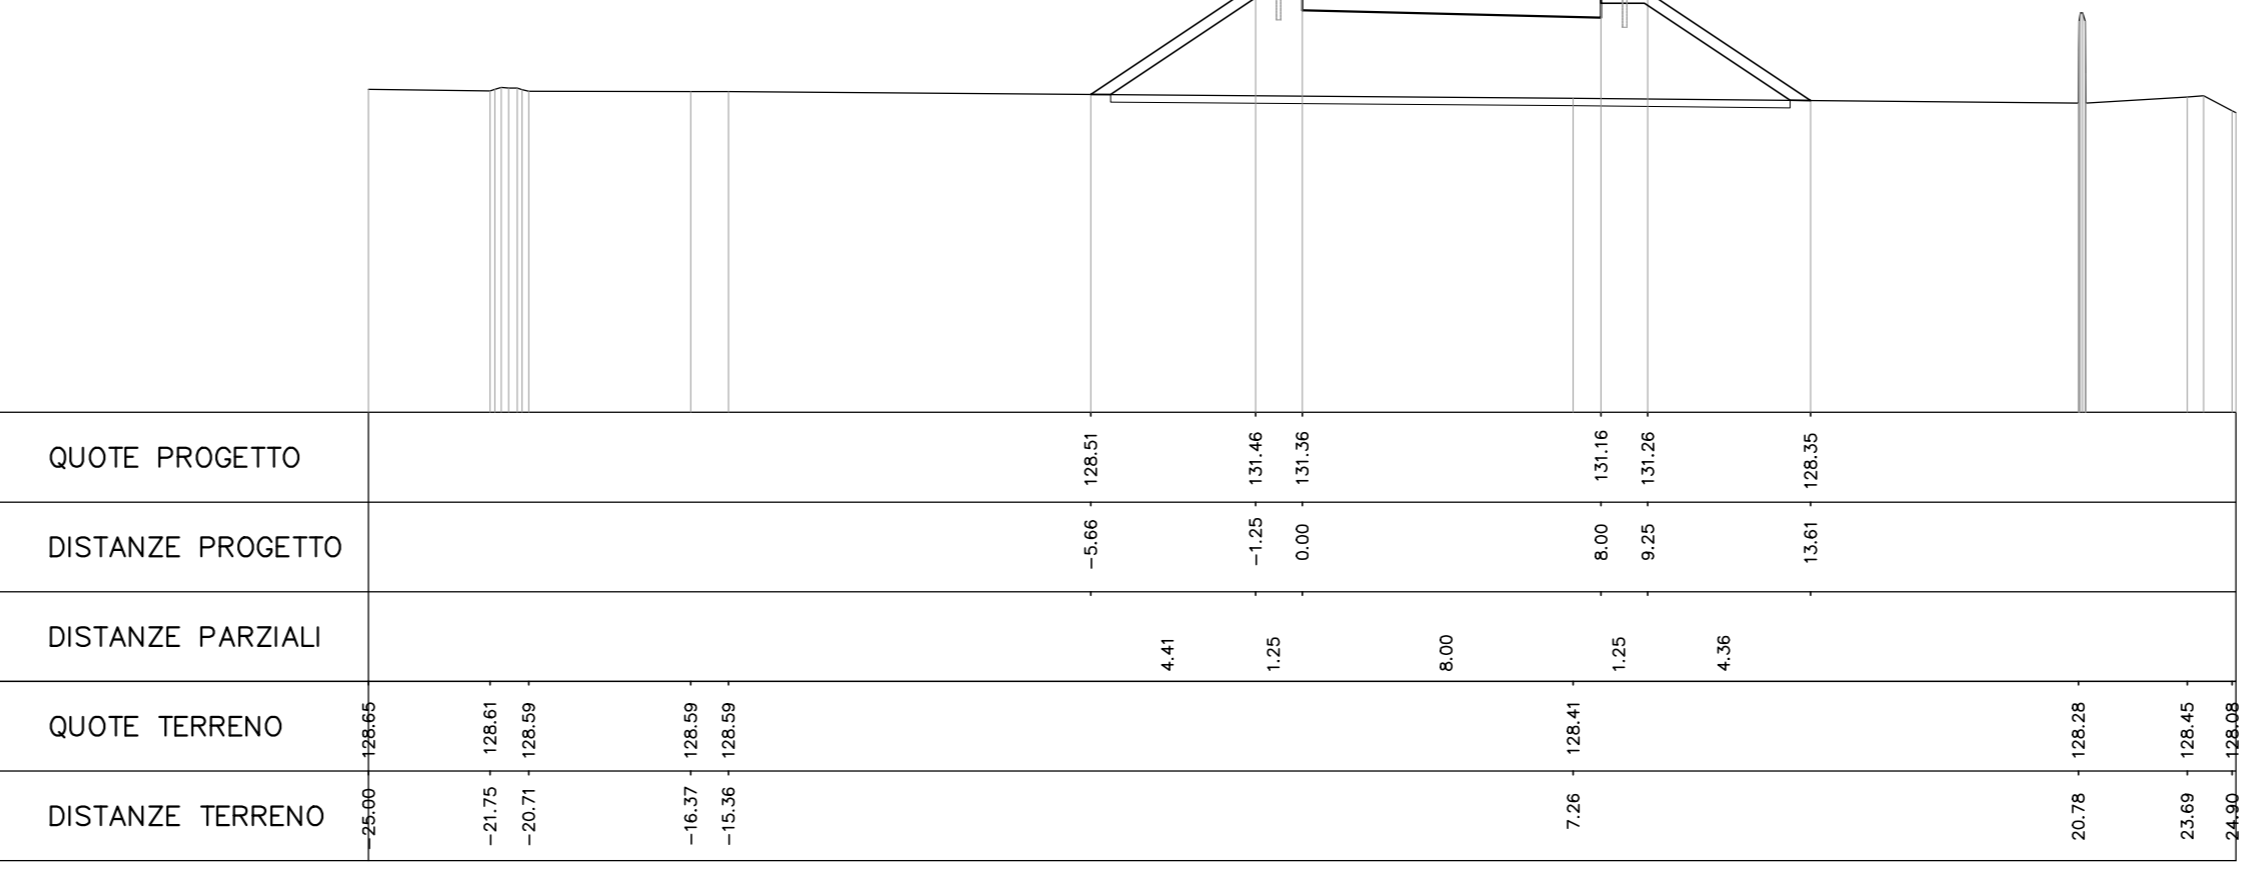 QUOTE PROGETTO 128.51 131.46 131.36 131.16 131.26 128.35
DISTANZE PROGETTO −5.66 −1.25 0.00 8.00 9.25 13.61
DISTANZE PARZIALI 4.41 1.25 8.00 1.25 4.36
QUOTE TERRENO 128.65 128.61 128.59 128.59 128.59 128.41 128.28 128.45 128.08
DISTANZE TERRENO −25.00 −21.75 −20.71 −16.37 −15.36 7.26 20.78 23.69 24.90